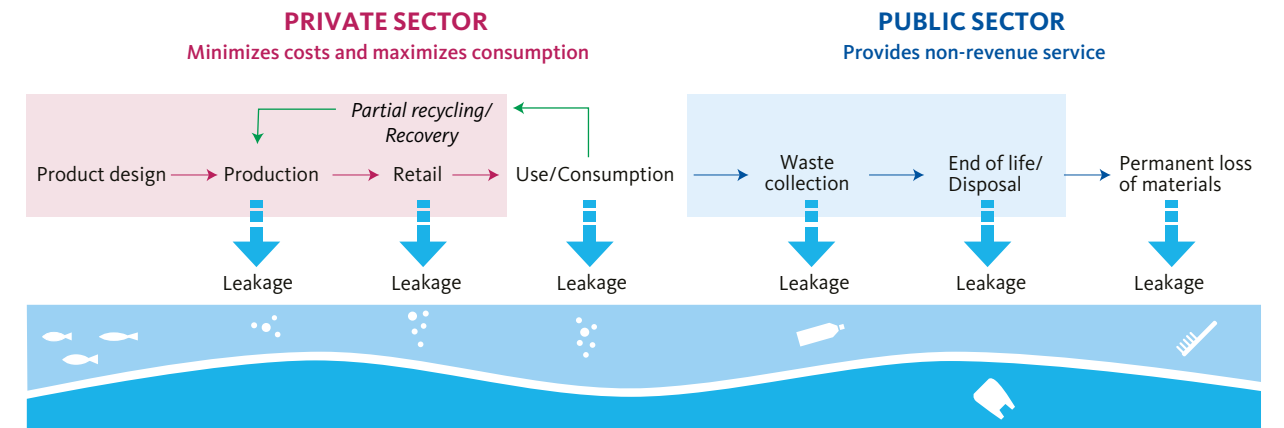 PRIVATE SECTOR
Minimizes costs and maximizes consumption
PUBLIC SECTOR
Provides non-revenue service
Partial recycling/
Recovery
Product design
Production
Retail
Use/Consumption
Waste
collection
End of life/
Disposal
Permanent loss
of materials
Leakage
Leakage
Leakage
Leakage
Leakage
Leakage